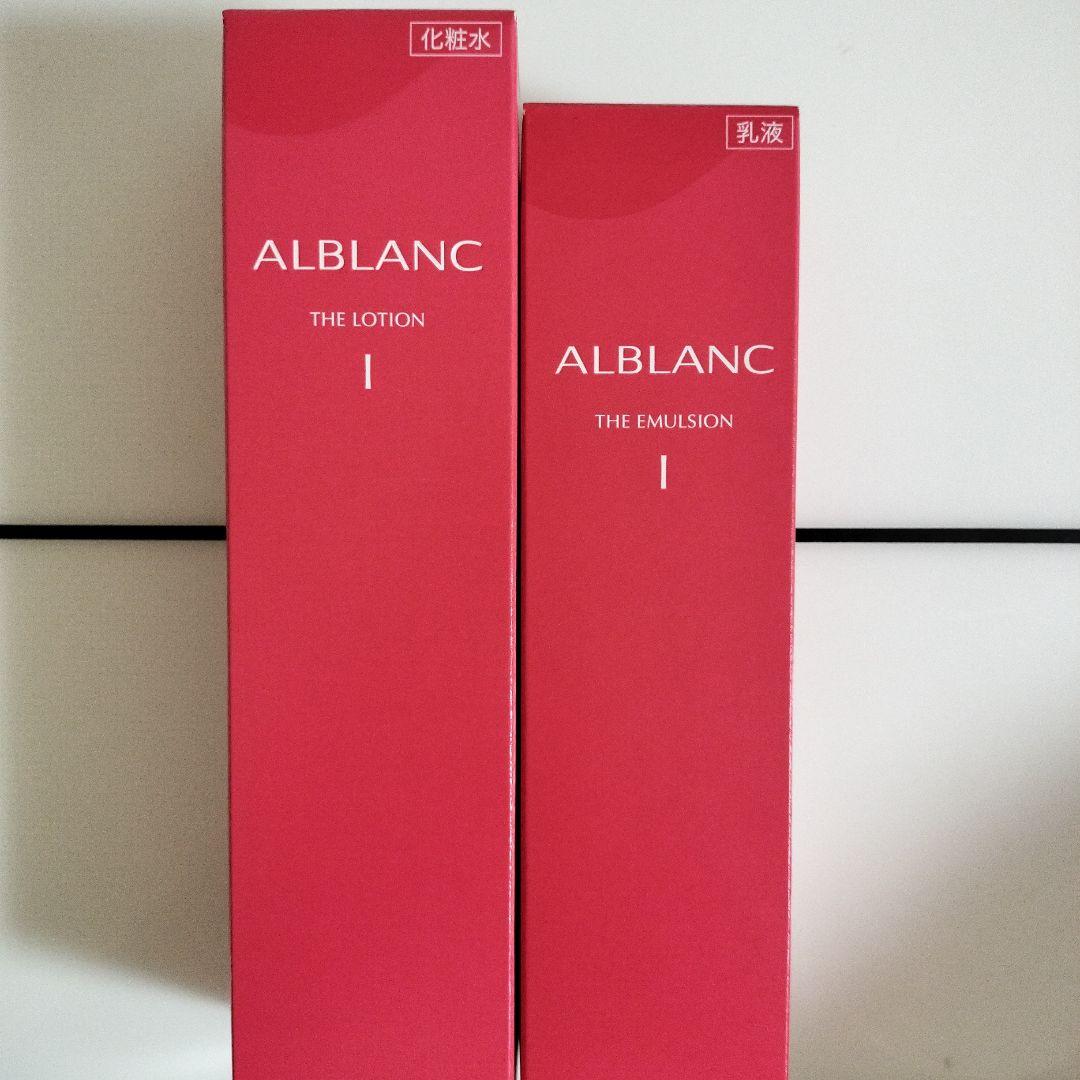 化粧水
ALBLANC
THE LOTION
I
乳液
ALBLANC
THE EMULSION
I